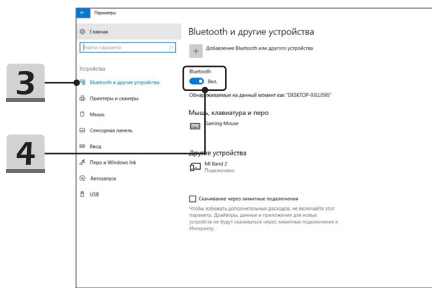 Параметры
Главная
Найти параметр
Устройства
Bluetooth и другие устройства
Принтеры и сканеры
Мышь
Сенсорная панель
Ввод
Перо и Windows Ink
Автозапуск
USB
3
4
Bluetooth и другие устройства
Добавление Bluetooth или другого устройства
Bluetooth
Вкл.
Обнаруживаемые на данный момент как "DESKTOP-93LU595"
Мышь, клавиатура и перо
Gaming Mouse
Другие устройства
MI Band 2
Подключено
Скачивание через лимитные подключения
Чтобы избежать дополнительных расходов, не включайте этот
параметр. Драйверы, данные и приложения для новых
устройств не будут скачиваться через лимитные подключения к
Интернету.